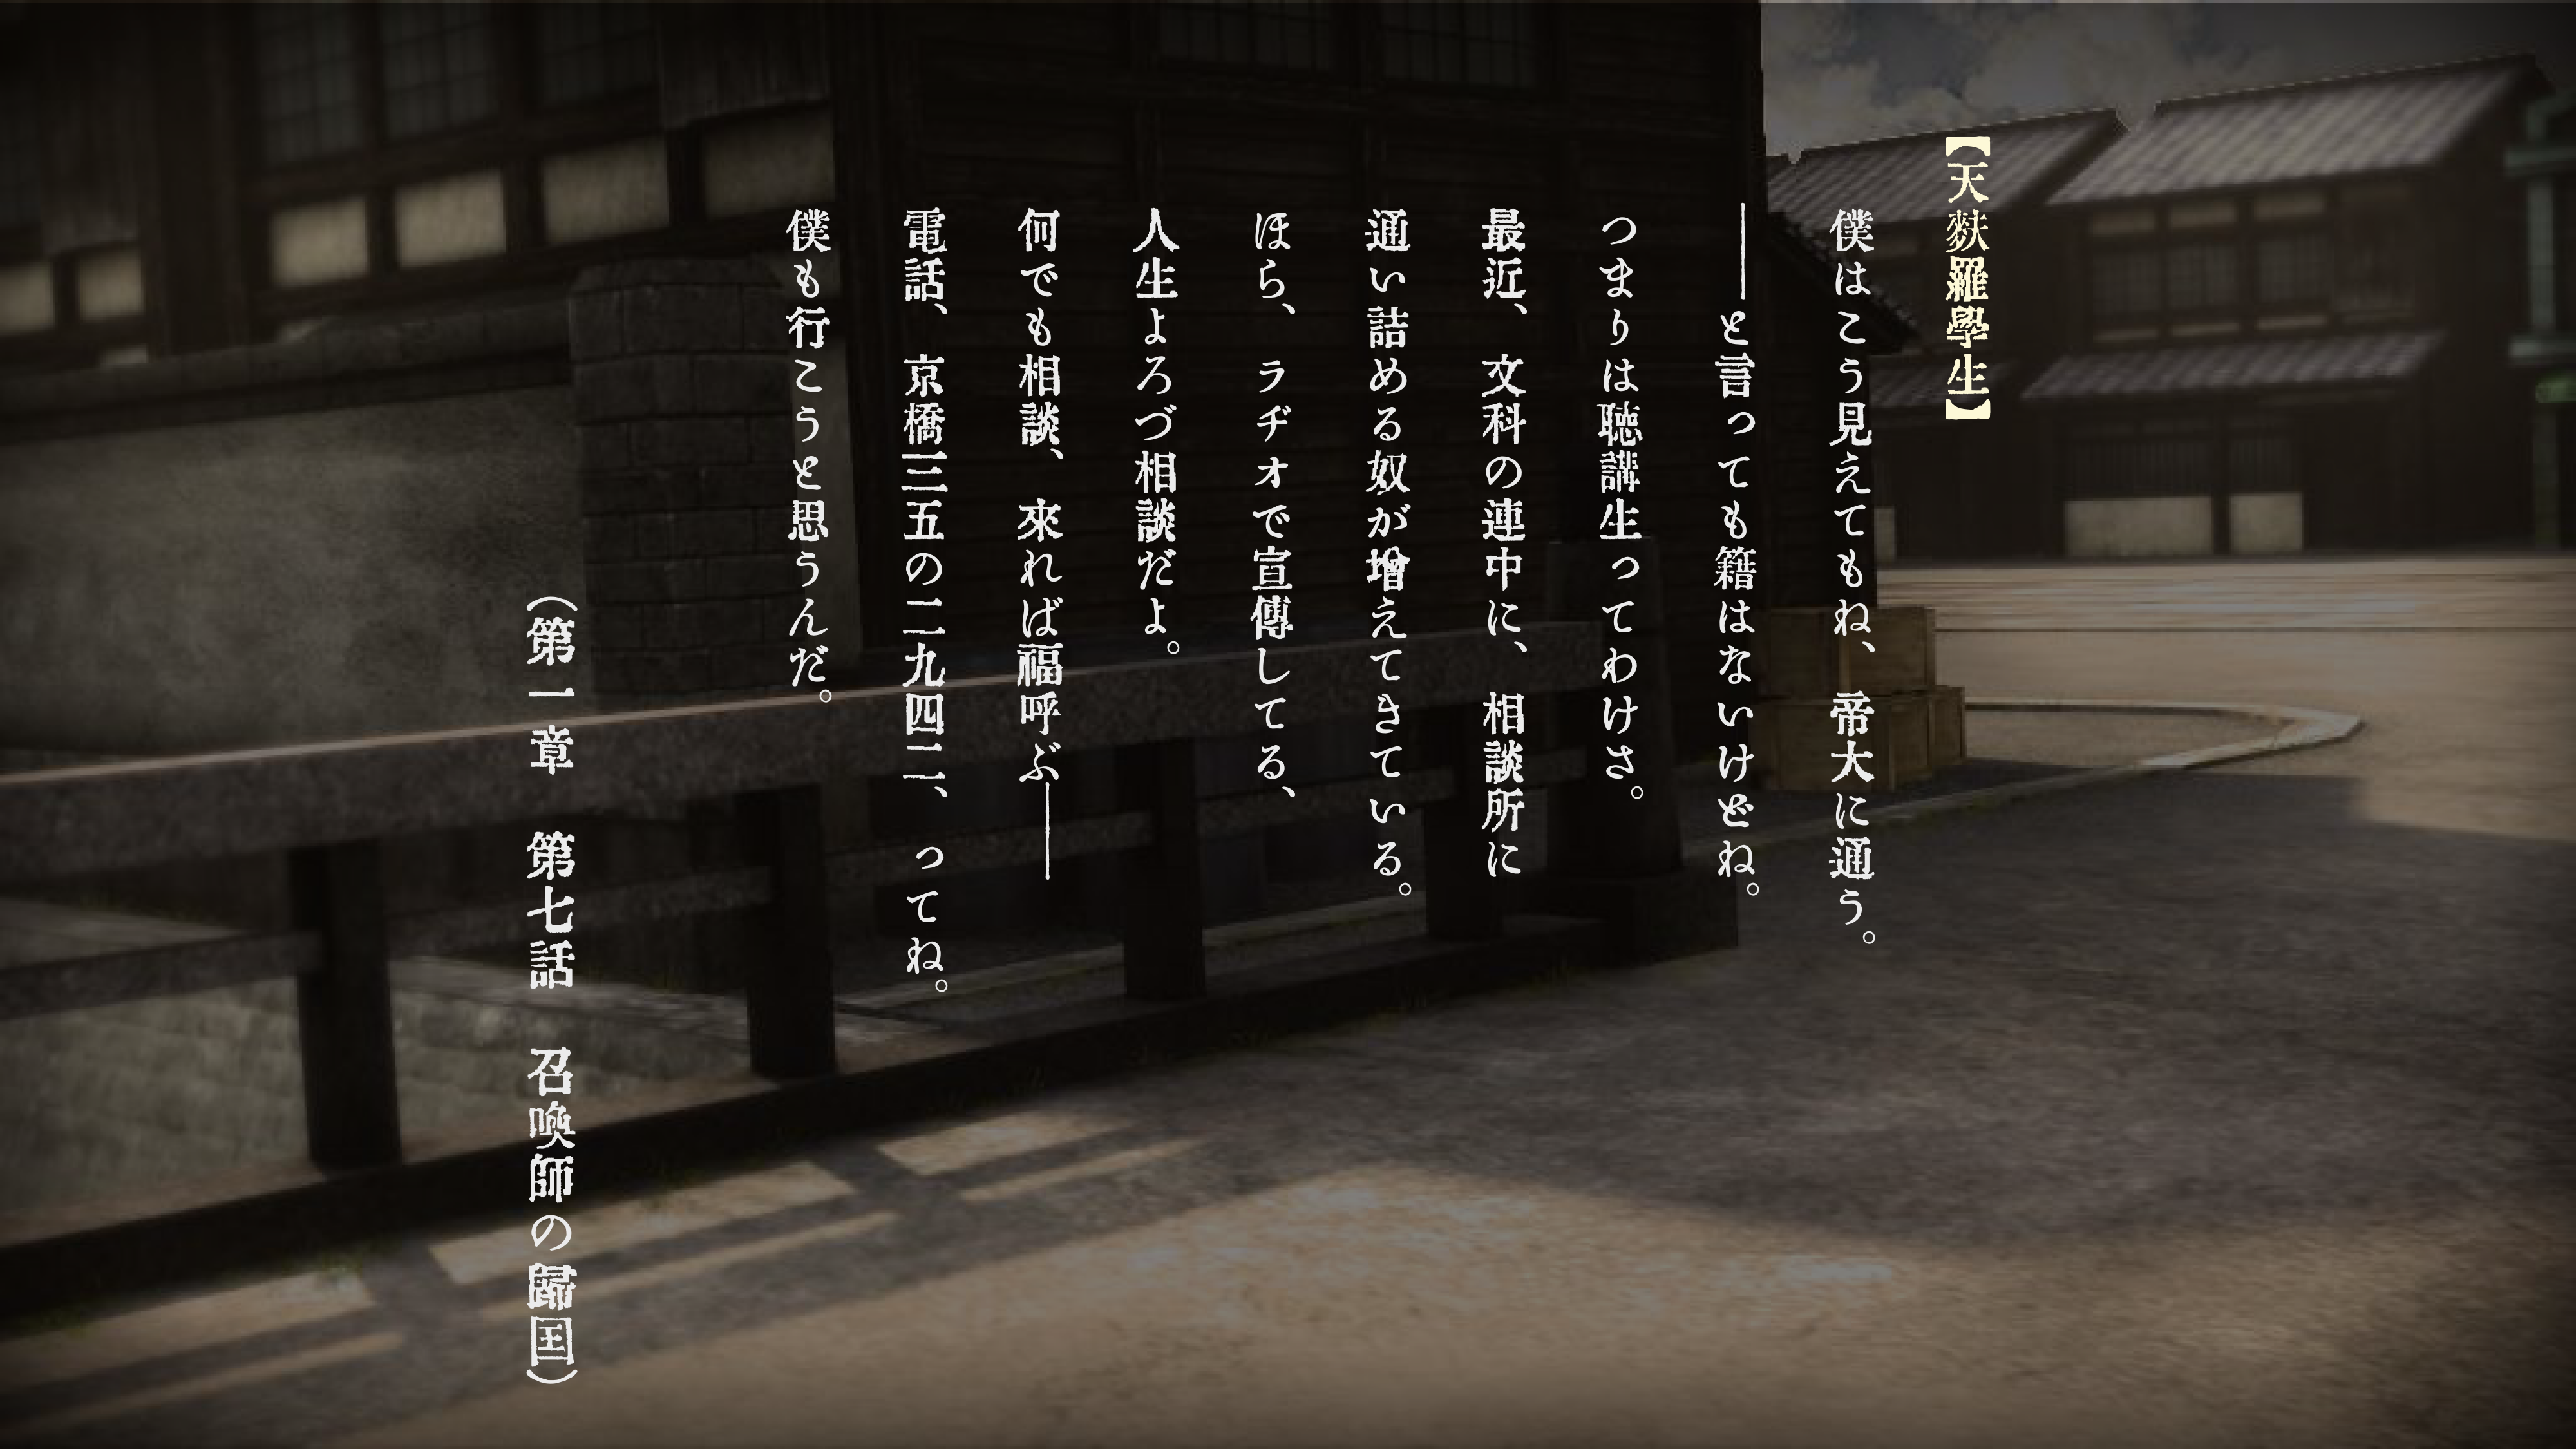 【天麩羅學生】
僕はこう見えてもね、帝大に通う。
――と言っても籍はないけどね。
つまりは聴講生ってわけさ。
最近、文科の連中に、相談所に
通い詰める奴が増えてきている。
ほら、ラヂオで宣傳してる、
人生よろづ相談だよ。
何でも相談、來れば福呼ぶ――
電話、京橋三五の二九四二、ってね。
僕も行こうと思うんだ。
（第一章　第七話　召喚師の歸国）